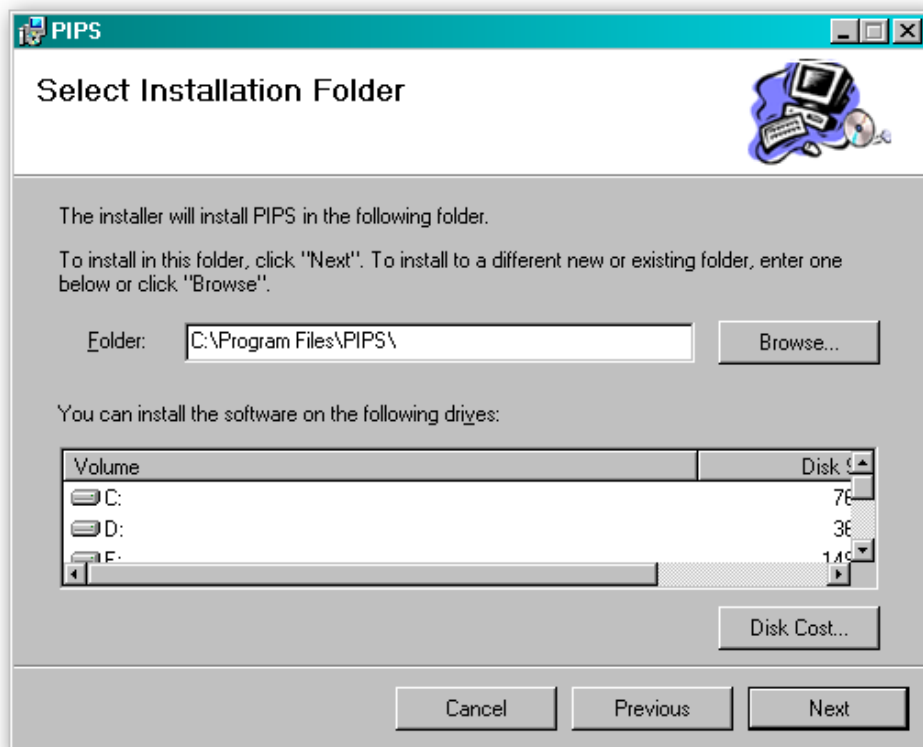 PIPS
Select Installation Folder
The installer will install PIPS in the following folder.
To install in this folder, click "Next". To install to a different new or existing folder, enter one
below or click "Browse".
Folder: C:\Program Files\PIPS\ Browse...
You can install the software on the following drives:
Volume Disk
C:
D:
Disk Cost...
Cancel Previous Next